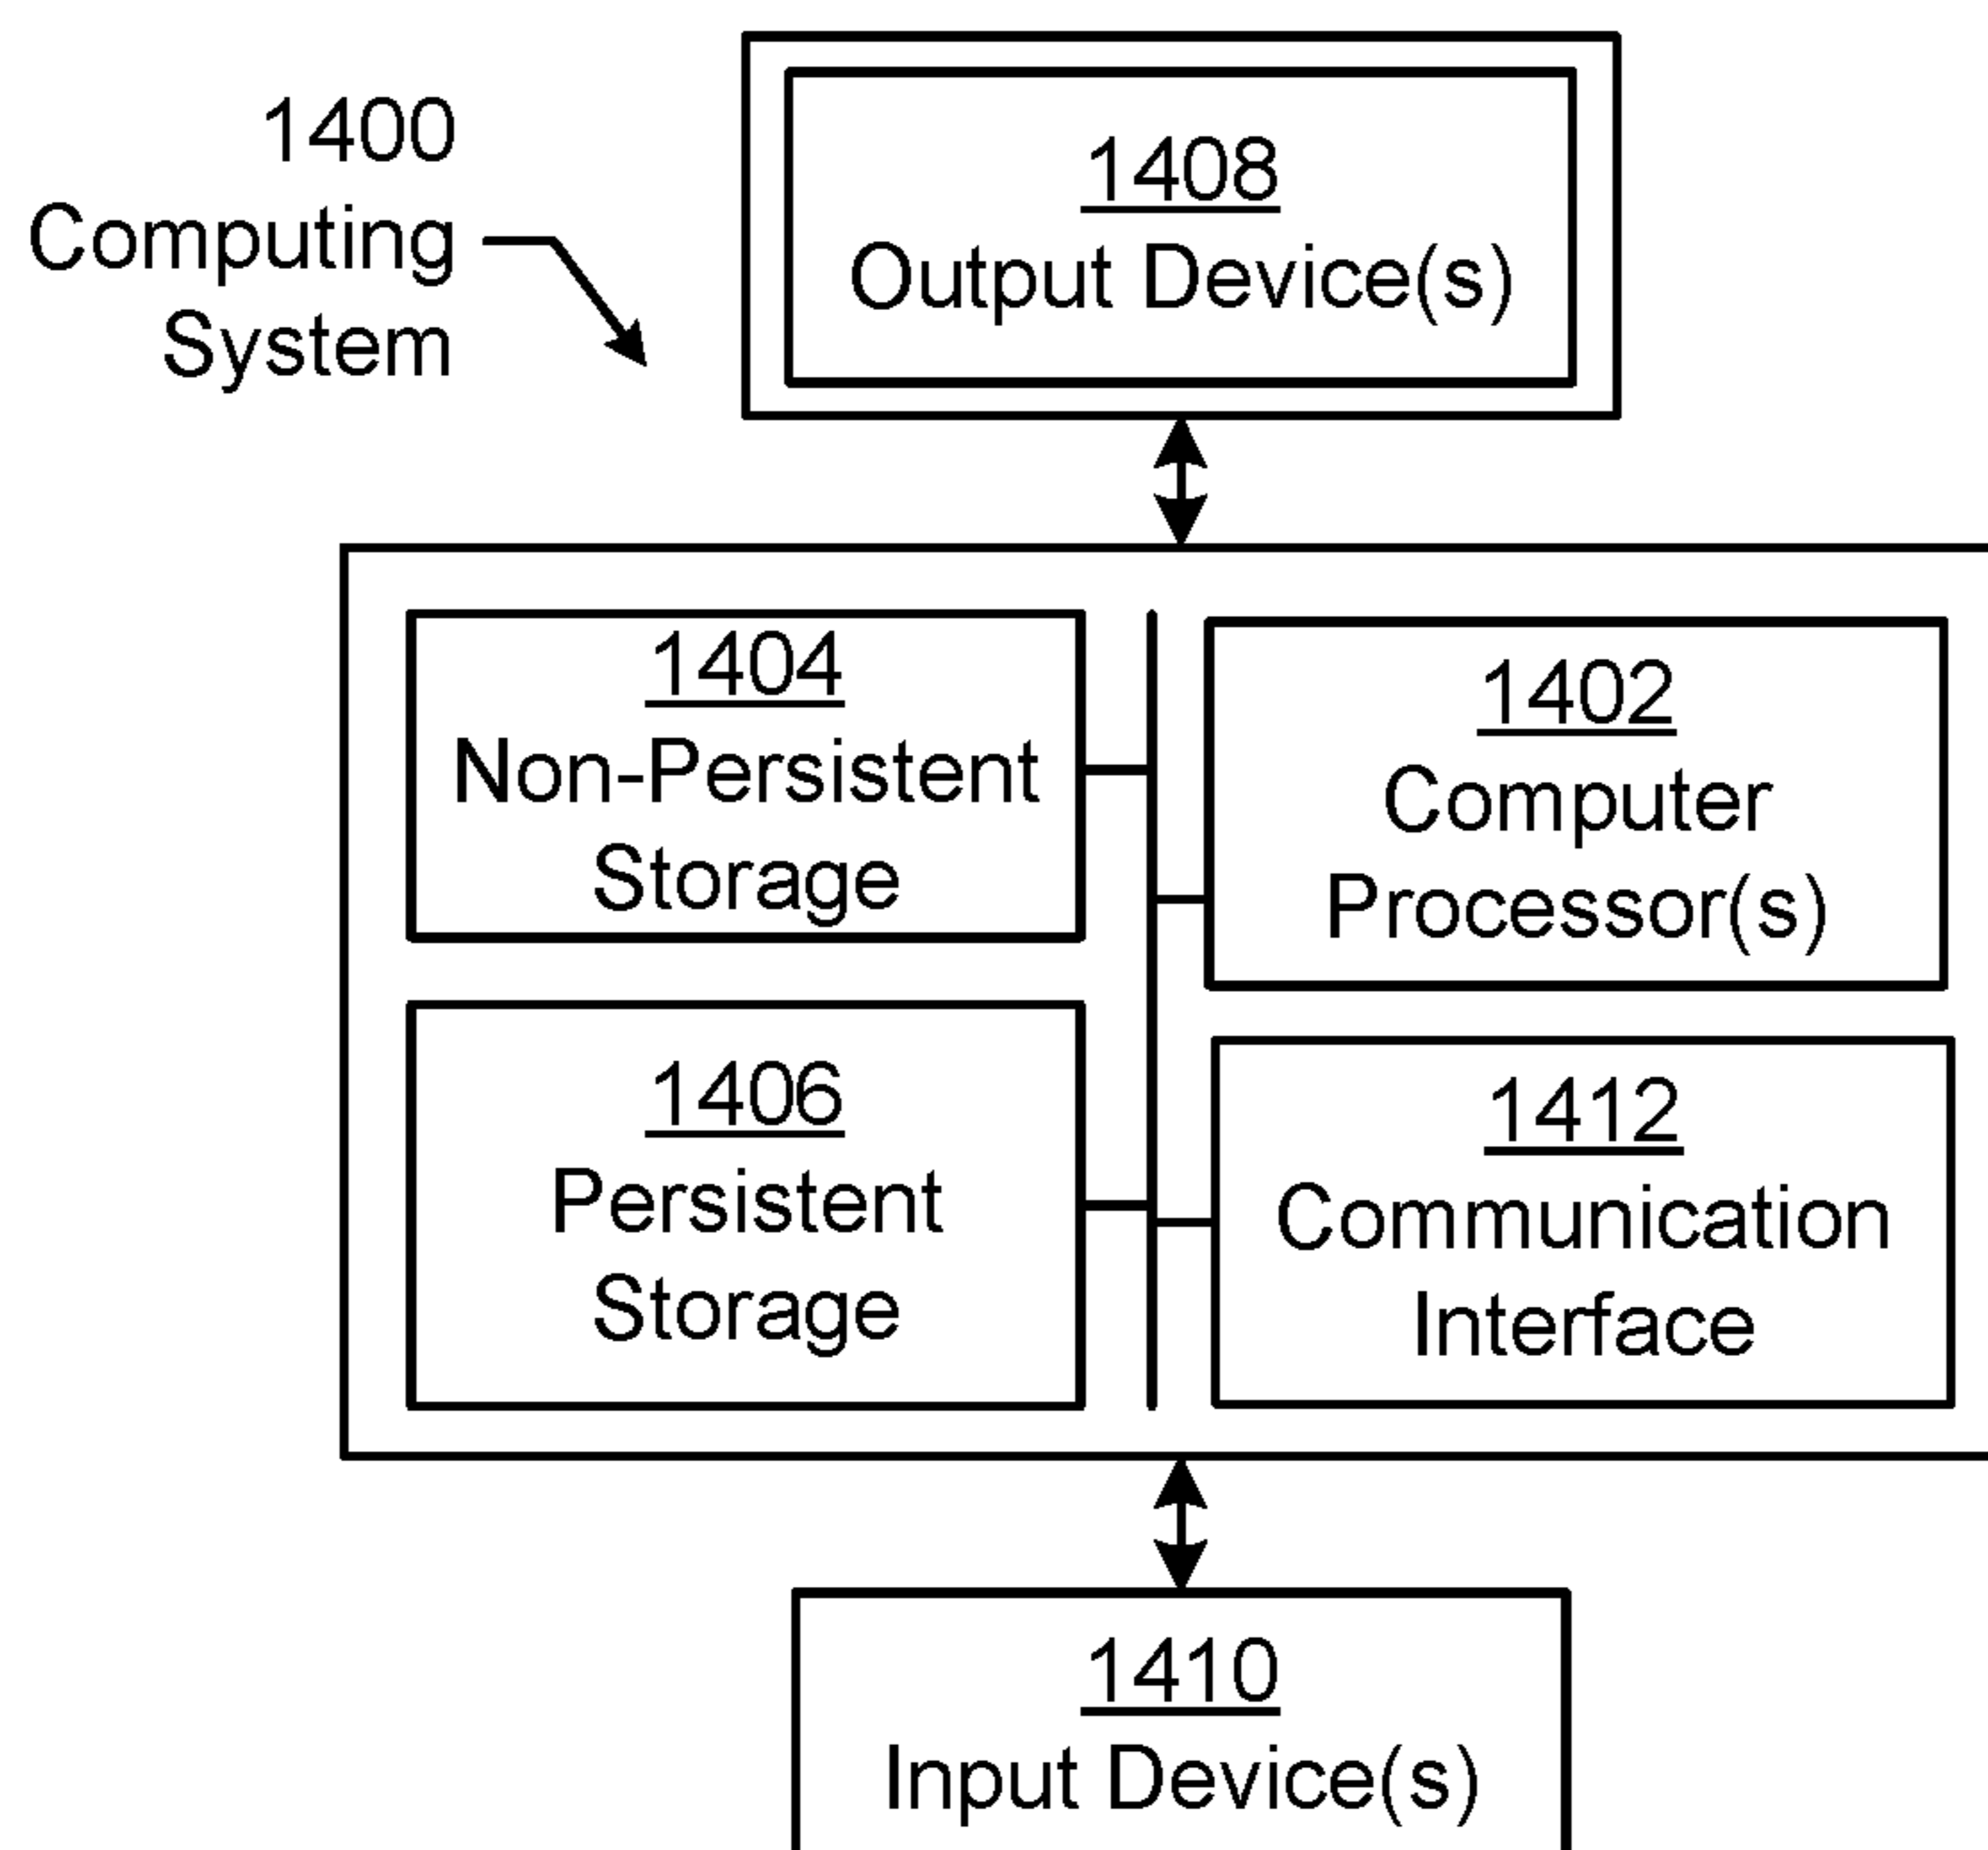 1400
Computing
System
1408
Output Device(s)
1404
Non-Persistent
Storage
1402
Computer
Processor(s)
1406
Persistent
Storage
1412
Communication
Interface
1410
Input Device(s)